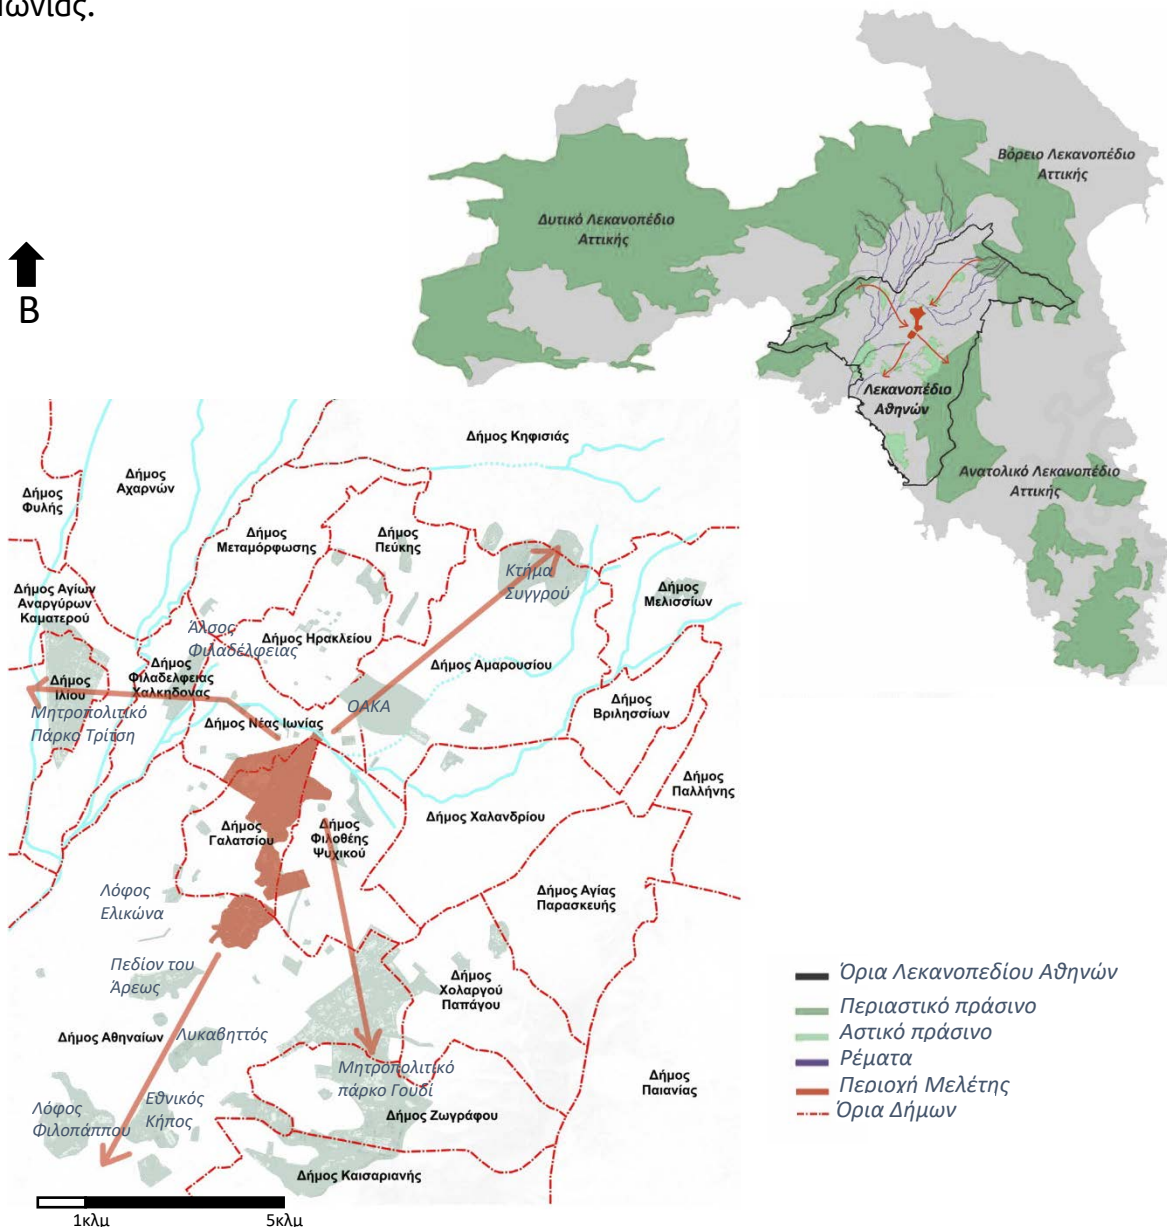 ιωνίας.
Βόρειο Λεκανοπέδιο
Αττικής
Δυτικό Λεκανοπέδιο
Αττικής
Λεκανοπέδιο
Αθηνών
Ανατολικό Λεκανοπέδιο
Αττικής
Β
Δήμος Κηφισιάς
Δήμος
Αχαρνών
Δήμος
Φυλής
Δήμος
Μεταμόρφωσης
Δήμος
Πεύκης
Κτήμα
Συγγρού
Δήμος
Μελισσίων
Δήμος Αγίων
Αναργύρων
Καματερού
Άλσος
Φιλαδέλφειας
Δήμος Ηρακλείου
Δήμος Αμαρουσίου
Δήμος
Φιλαδελφειας
Χαλκηδονας
Δήμος
Ιλίου
Μητροπολιτικό
Πάρκο Τρίτση
Δήμος Νέας Ιωνίας
ΟΑΚΑ
Δήμος
Βριλησσίων
Δήμος
Παλλήνης
Δήμος Χαλανδρίου
Δήμος
Γαλατσίου
Δήμος
Φιλοθέης
Ψυχικού
Δήμος Αγίας
Παρασκευής
Λόφος
Ελικώνα
Πεδίον του
Άρεως
Δήμος
Χολαργού
Παπάγου
Δήμος Αθηναίων
Λυκαβηττός
Μητροπολιτικό
πάρκο Γουδί
Δήμος
Παιανίας
Λόφος
Φιλοπάππου
Εθνικός
Κήπος
Δήμος Ζωγράφου
Δήμος Καισαριανής
1κλμ
5κλμ
Όρια Λεκανοπεδίου Αθηνών
Περιαστικό πράσινο
Αστικό πράσινο
Ρέματα
Περιοχή Μελέτης
Όρια Δήμων